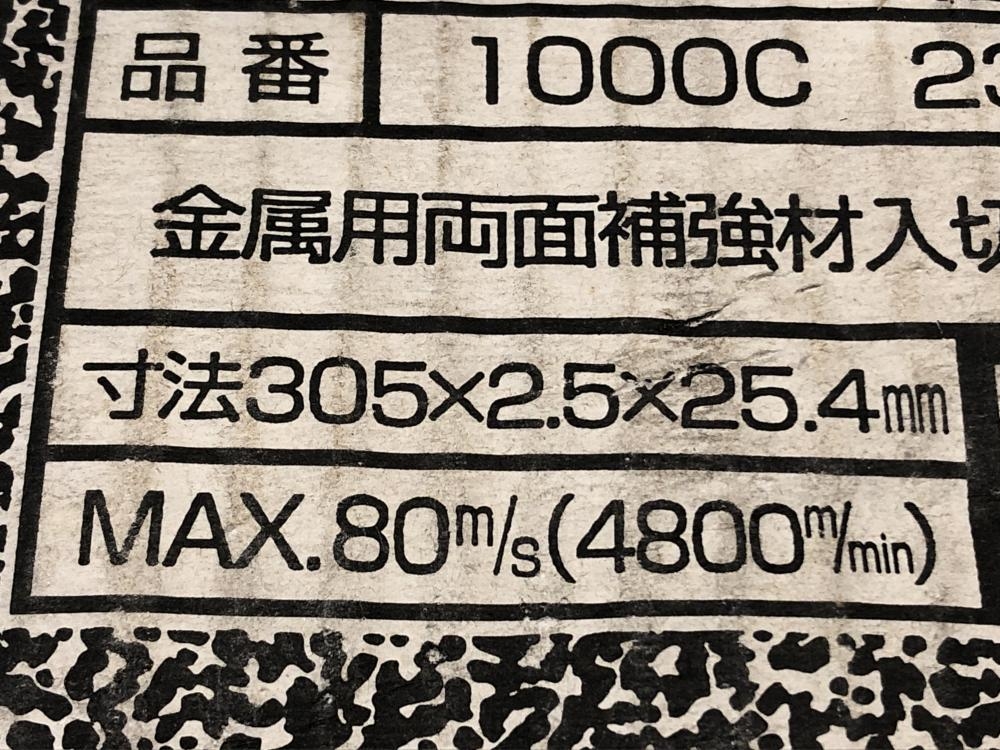 品番 1000C 23
金属用両面補強材入切
寸法305×2.5×25.4mm
MAX.80m/s(4800m/min)